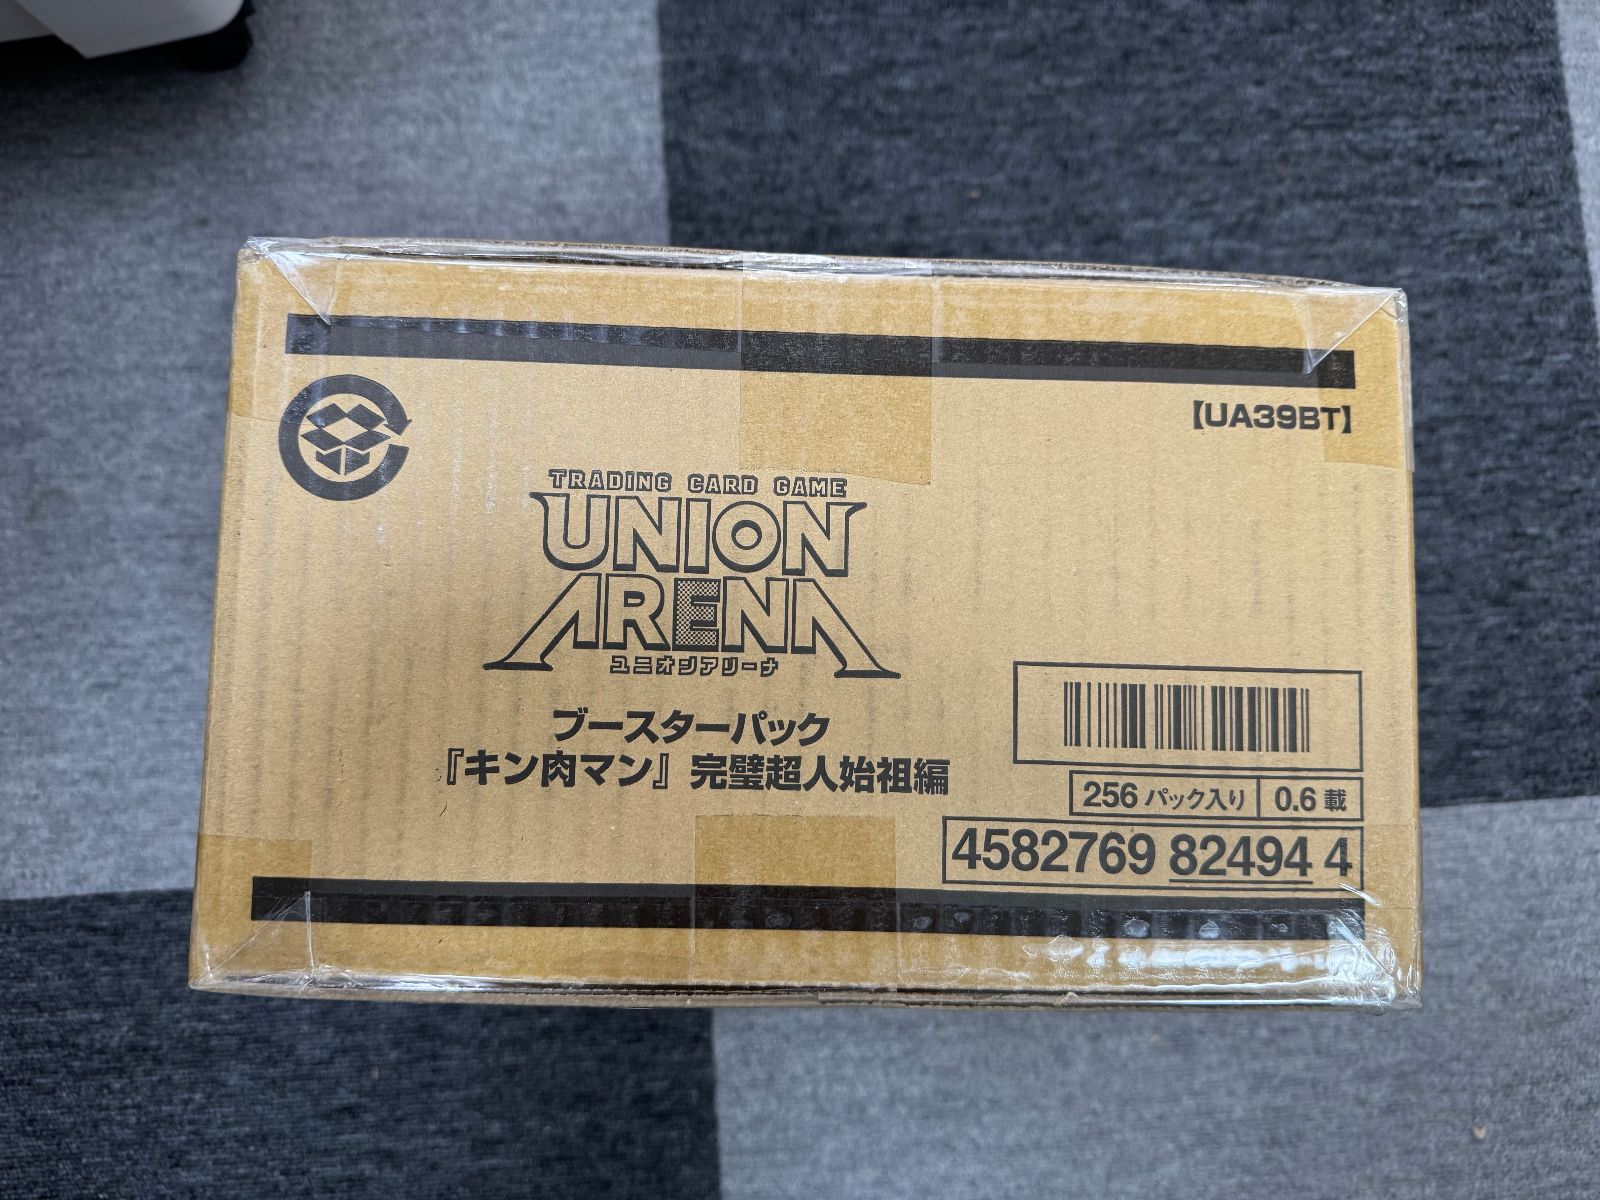 【UA39BT】
TRADING CARD GAME
UNION
ARENA
ユニオンアリーナ
ブースターパック
『キン肉マン』完璧超人始祖編
256 パック入り 0.6 載
4582769 82494 4